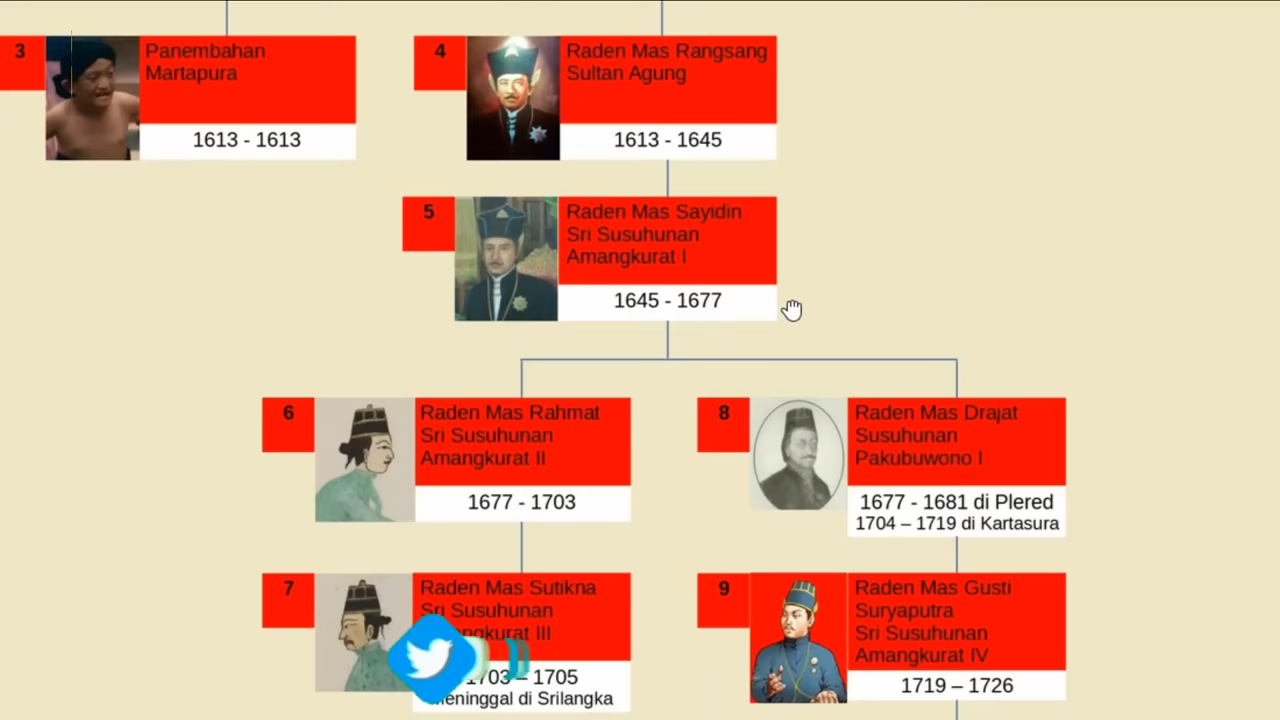 3
Panembahan
Martapura
1613 - 1613
4
Raden Mas Rangsang
Sultan Agung
1613 - 1645
5
Raden Mas Sayidin
Sri Susuhunan
Amangkurat I
1645 - 1677
6
Raden Mas Rahmat
Sri Susuhunan
Amangkurat II
1677 - 1703
8
Raden Mas Drajat
Susuhunan
Pakubuwono I
1677 - 1681 di Plered
1704 – 1719 di Kartasura
7
Raden Mas Sutikna
Sri Susuhunan
III
1703 – 1705
di Srilangka
9
Raden Mas Gusti
Suryaputra
Sri Susuhunan
Amangkurat IV
1719 – 1726